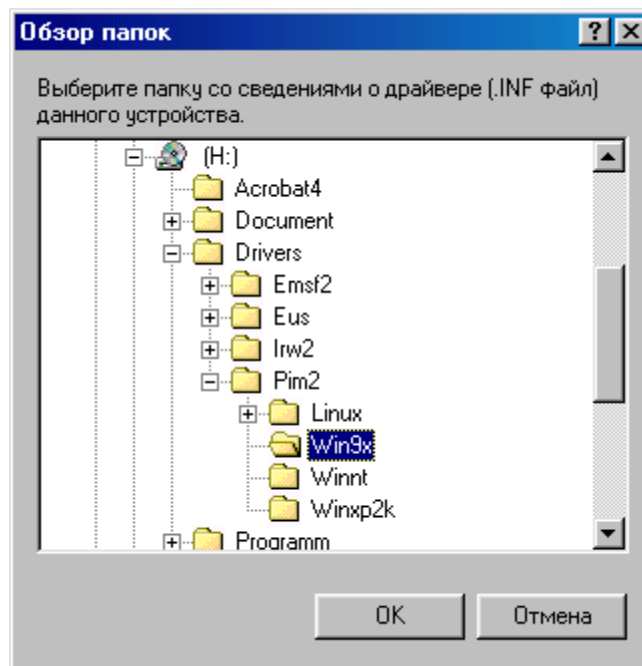 Обзор папок
Выберите папку со сведениями о драйвере (.INF файл)
данного устройства.
(H:)
Acrobat4
Document
Drivers
Emsf2
Eus
Irw2
Pim2
Linux
Win9x
Winnt
Winxp2k
Programm
OK
Отмена